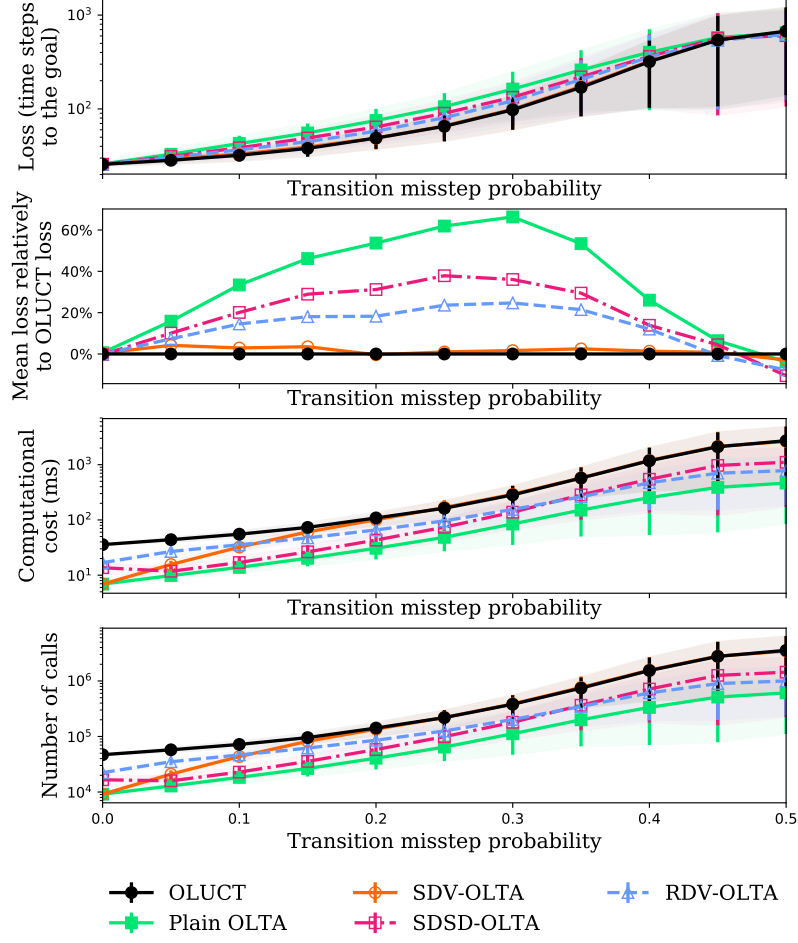 Loss (time steps
to the goal)
10³
10²
Transition misstep probability
Mean loss relatively
to OLUCT loss
60%
40%
20%
0%
Transition misstep probability
Computational
cost (ms)
10³
10²
10¹
Transition misstep probability
Number of calls
10⁶
10⁵
10⁴
0.0 0.1 0.2 0.3 0.4 0.5
Transition misstep probability
OLUCT SDV-OLTA RDV-OLTA
Plain OLTA SDSD-OLTA